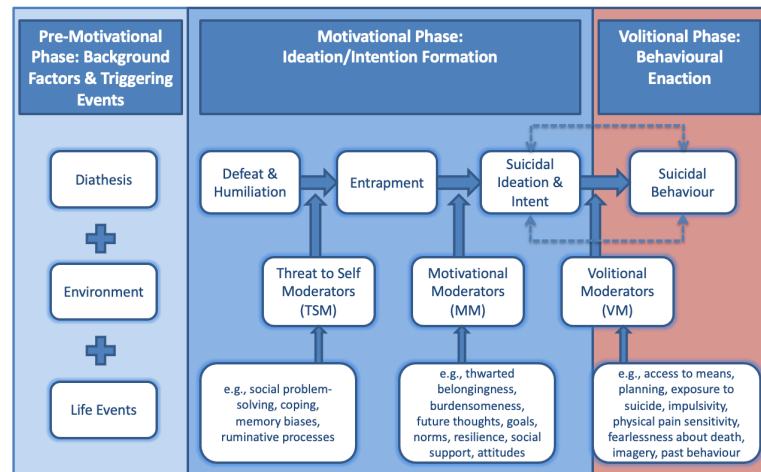 Pre-Motivational
Phase: Background
Factors & Triggering
Events
Motivational Phase:
Ideation/Intention Formation
Volitional Phase:
Behavioural
Enaction
Diathesis
Environment
Life Events
Defeat &
Humiliation
Entrapment
Suicidal
Ideation &
Intent
Suicidal
Behaviour
Threat to Self
Moderators
(TSM)
Motivational
Moderators
(MM)
Volitional
Moderators
(VM)
e.g., social problem-
solving, coping,
memory biases,
ruminative processes
e.g., thwarted
belongingness,
burdensomeness,
future thoughts, goals,
norms, resilience, social
support, attitudes
e.g., access to means,
planning, exposure to
suicide, impulsivity,
physical pain sensitivity,
fearlessness about death,
imagery, past behaviour